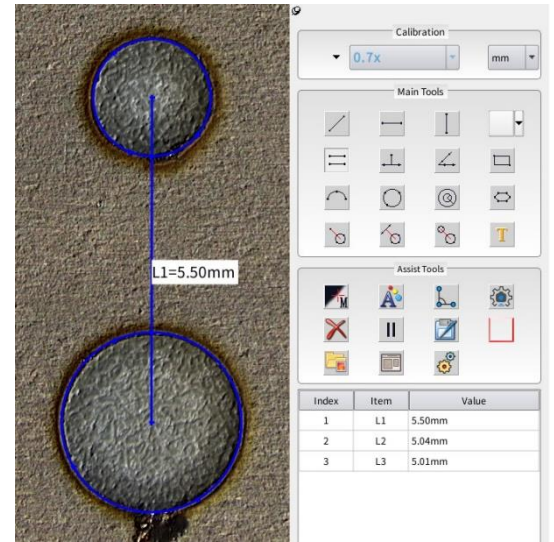 L1=5.50mm
Calibration
0.7x
mm
Main Tools
T
Assist Tools
M
A
Index Item Value
1 L1 5.50mm
2 L2 5.04mm
3 L3 5.01mm